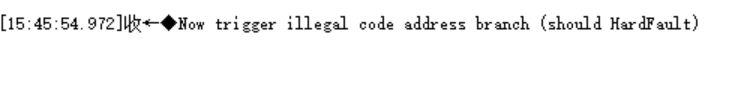 [15:45:54.972]收←◆Now trigger illegal code address branch (should HardFault)